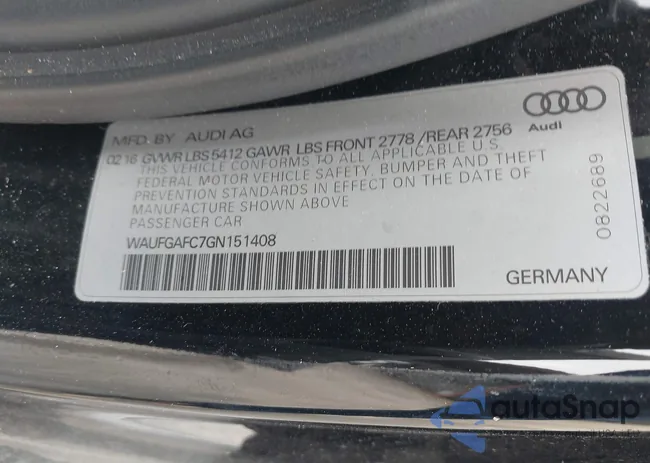 MFD. BY AUDI AG
02 16 GVWR LBS 5412 GAWR LBS FRONT 2778 /REAR 2756
THIS VEHICLE CONFORMS TO ALL APPLICABLE U.S.
FEDERAL MOTOR VEHICLE SAFETY, BUMPER AND THEFT
PREVENTION STANDARDS IN EFFECT ON THE DATE OF
MANUFACTURE SHOWN ABOVE
PASSENGER CAR
WAUFGAFC7GN151408
Audi
0822689
GERMANY
autaSnap